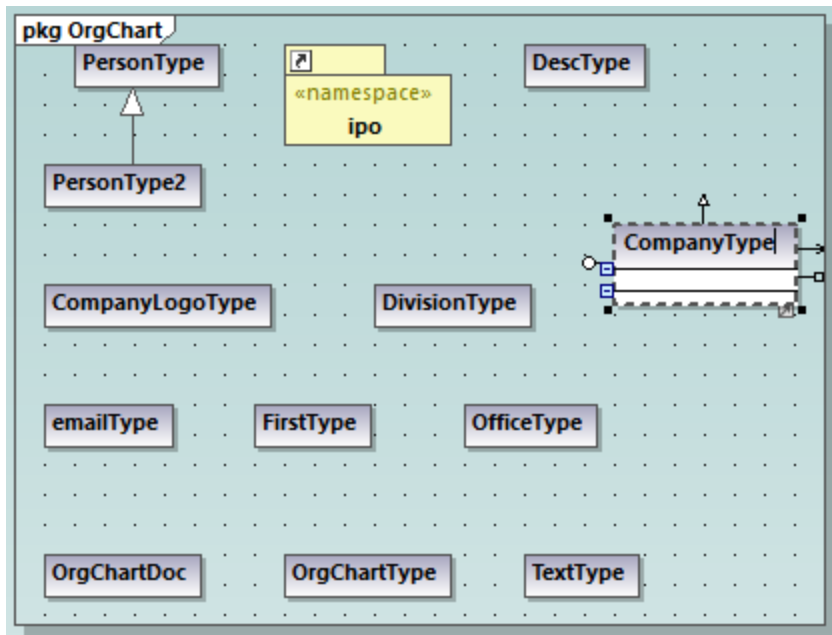 pkg OrgChart
PersonType
DescType
«namespace»
ipo
PersonType2
CompanyType
CompanyLogoType
DivisionType
emailType
FirstType
OfficeType
OrgChartDoc
OrgChartType
TextType